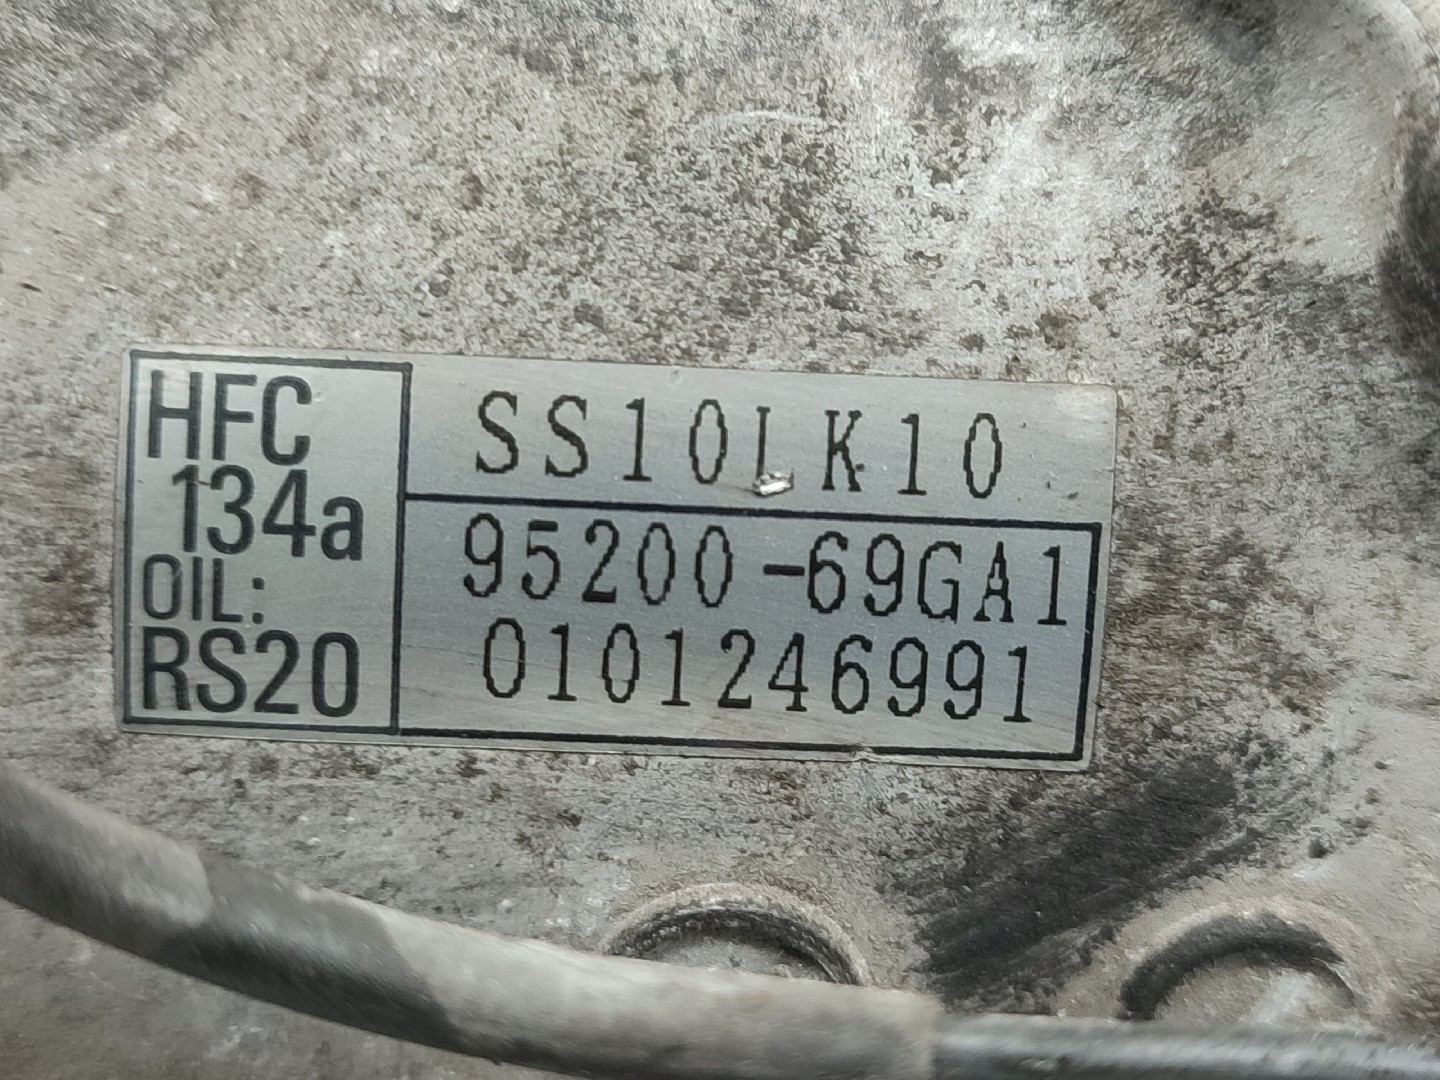 HFC
134a
OIL:
RS20
SS10LK10
95200-69GA1
0101246991